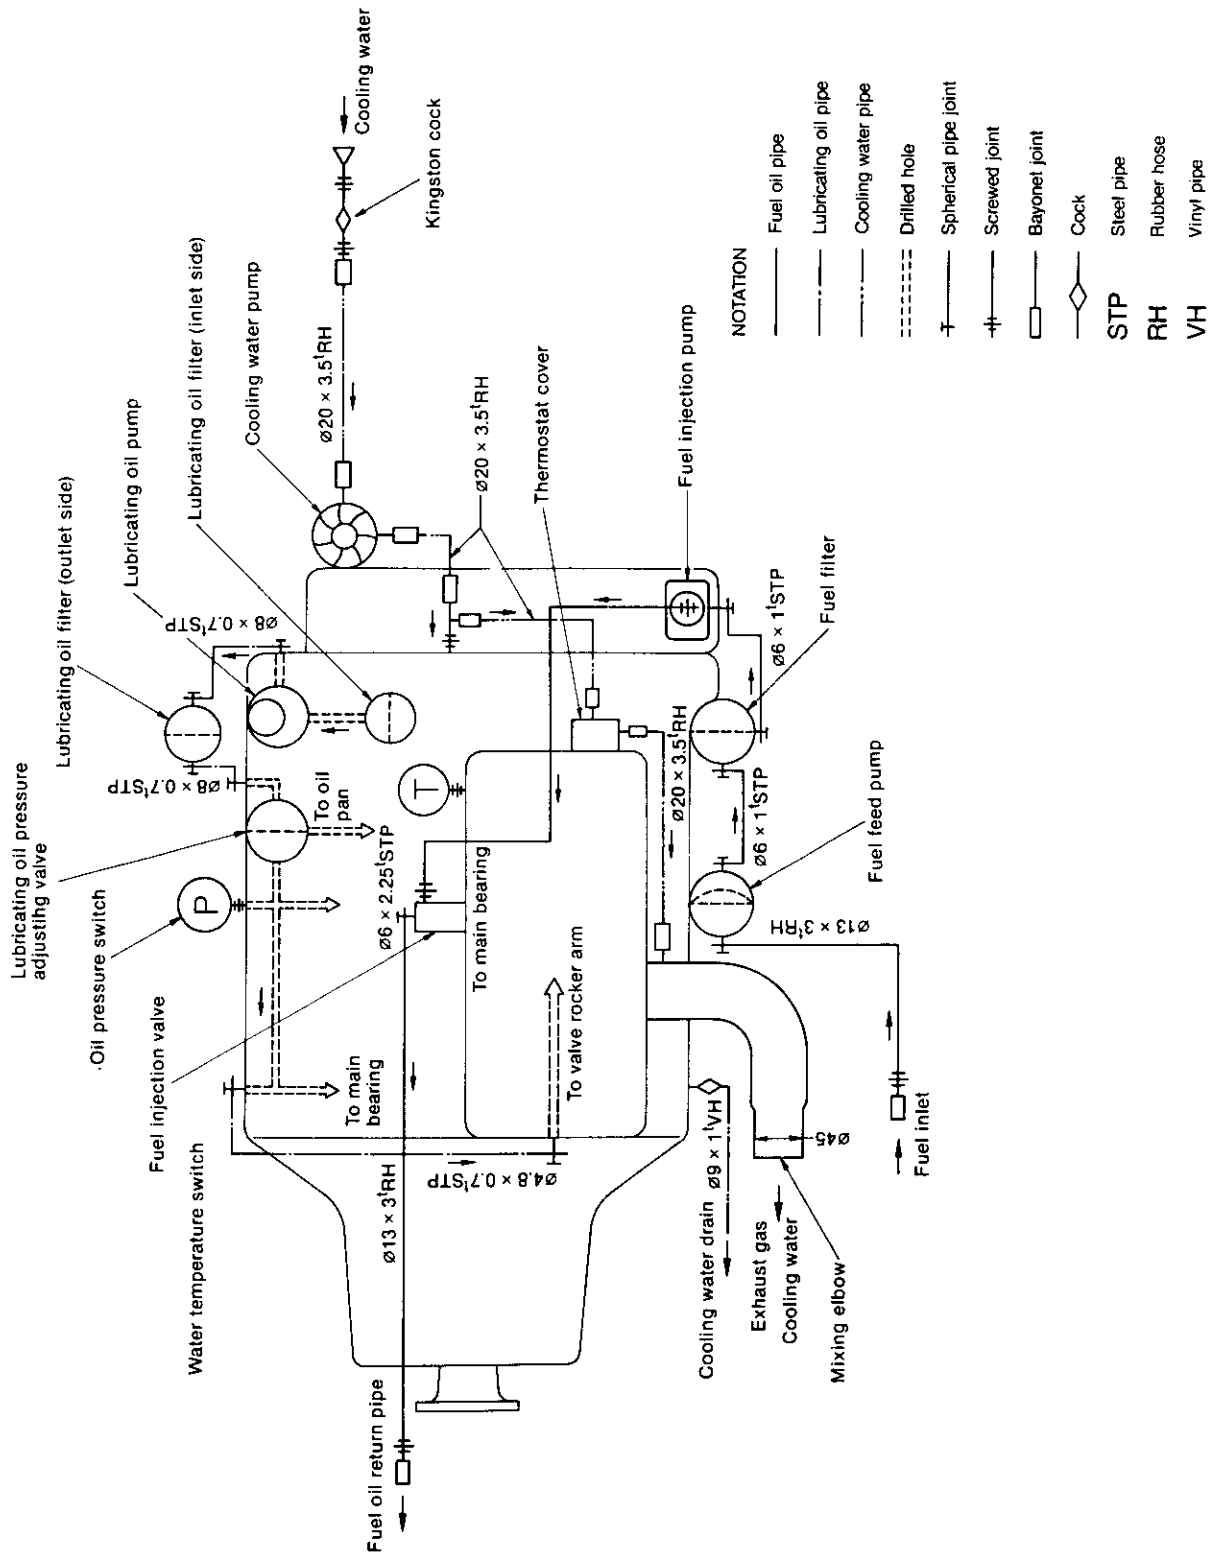 Lubricating oil pressure
adjustihg valve
.Oil pressure switch
Lubricating oil filter (outlet side)
Lubricating oil pump
Lubricating oil filter (inlet side)
Cooling water pump
Kingston cock
Cooling water
Fuel injection valve
Water temperature switch
Ø8 × 0.7ᵗSTP
Ø8 × 0.7ᵗSTP
Ø20 × 3.5ᵗRH
Ø20 × 3.5ᵗRH
Thermostat cover
Fuel injection pump
P
T
To oil
pan
To main
bearing
Ø6 × 2.25ᵗSTP
To main bearing
To valve rocker arm
Ø13 × 3ᵗRH
Ø4.8 × 0.7ᵗSTP
Fuel oil return pipe
Ø20 × 3.5ᵗRH
Ø6 × 1ᵗSTP
Ø6 × 1ᵗSTP
Fuel filter
Fuel feed pump
Ø13 × 3ᵗRH
Ø9 × 1ᵗVH
Cooling water drain
Ø45
Exhaust gas
Cooling water
Mixing elbow
Fuel inlet
NOTATION
Fuel oil pipe
Lubricating oil pipe
Cooling water pipe
Drilled hole
Spherical pipe joint
Screwed joint
Bayonet joint
Cock
STP Steel pipe
RH Rubber hose
VH Vinyl pipe